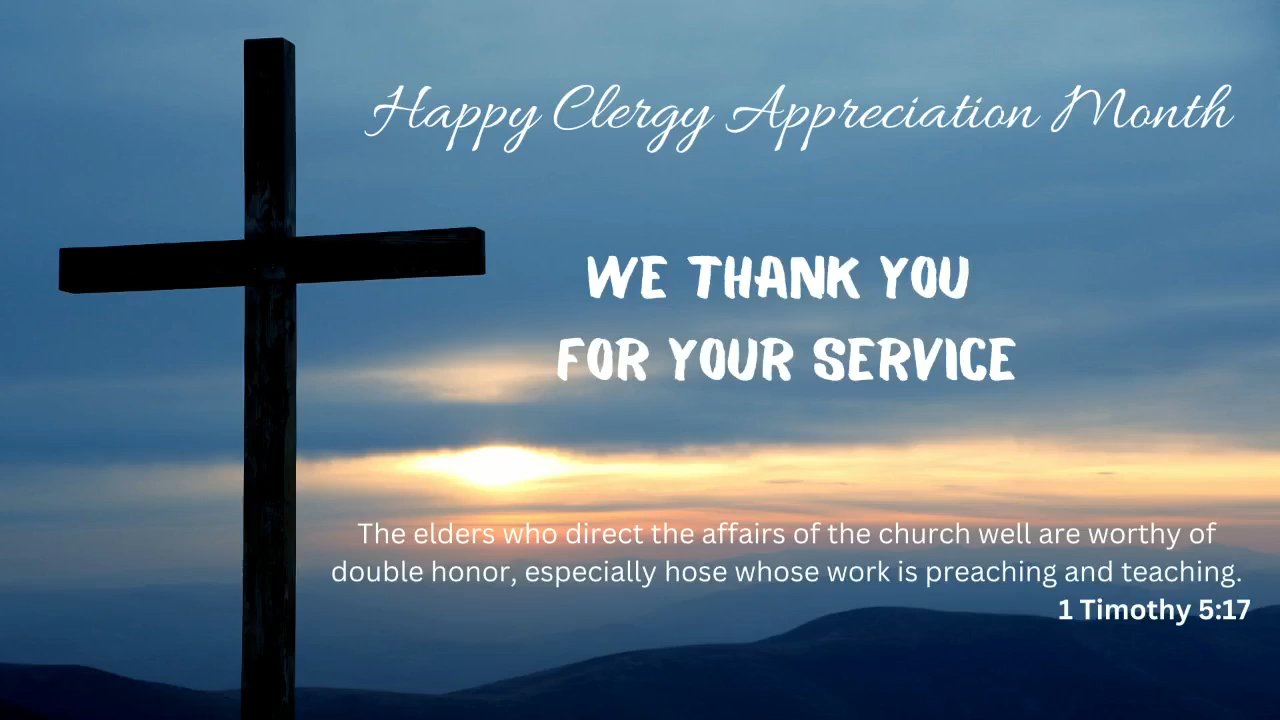 Happy Clergy Appreciation Month
WE THANK YOU
FOR YOUR SERVICE
The elders who direct the affairs of the church well are worthy of
double honor, especially hose whose work is preaching and teaching.
1 Timothy 5:17